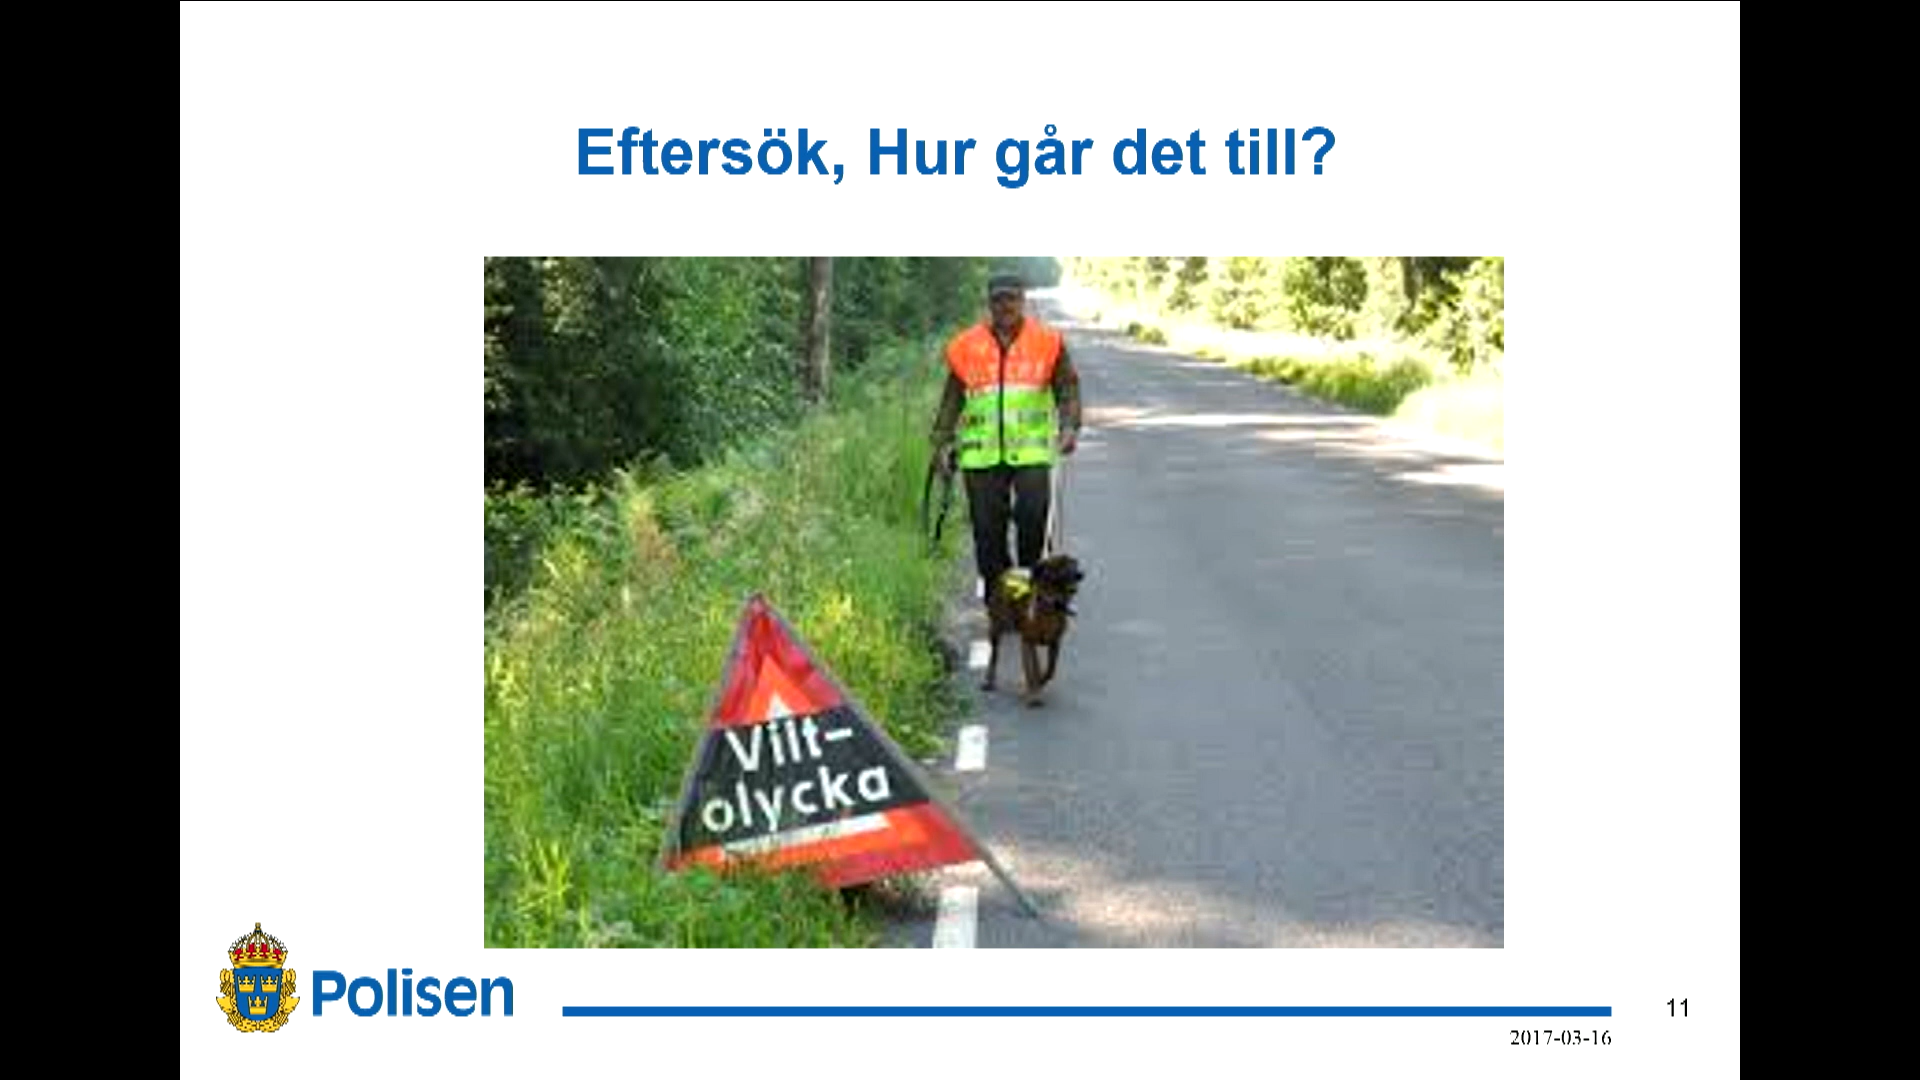 Eftersök, Hur går det till?
Vilt-
olycka
Polisen
11
2017-03-16